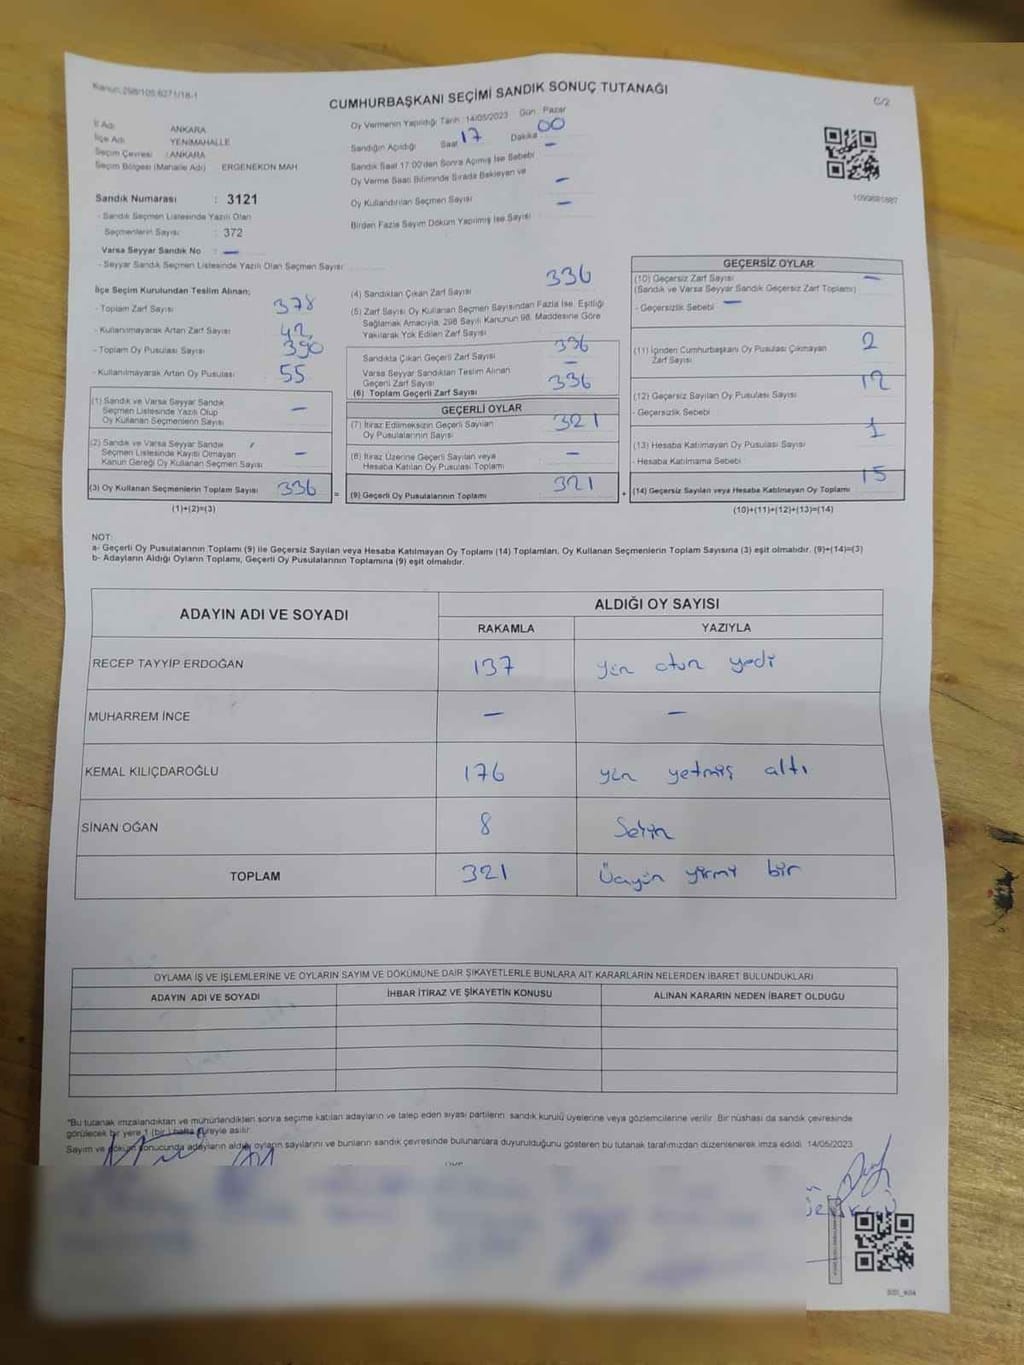 Kanun:298/105,6271/18-1
CUMHURBAŞKANI SEÇİMİ SANDIK SONUÇ TUTANAĞI
C/2
İl Adı ANKARA
İlçe Adı YENİMAHALLE
Seçim Çevresi : ANKARA
Seçim Bölgesi (Mahalle Adı) ERGENEKON MAH
Sandık Numarası : 3121
- Sandık Seçmen Listesinde Yazılı Olan
Seçmenlerin Sayısı : 372
Varsa Seyyar Sandık No : —
- Seyyar Sandık Seçmen Listesinde Yazılı Olan Seçmen Sayısı
Oy Vermenin Yapıldığı Tarih : 14/05/2023 Gün : Pazar
Sandığın Açıldığı Saat 17 Dakika 00
Sandık Saat 17:00'den Sonra Açımış İse Sebebi —
Oy Verme Saati Bitiminde Sırada Bekleyen ve
Oy Kullandırılan Seçmen Sayısı —
Birden Fazla Sayım Döküm Yapılmış İse Sayısı —
1099681887
İlçe Seçim Kurulundan Teslim Alınan;
- Toplam Zarf Sayısı 378
- Kullanılmayarak Artan Zarf Sayısı 42
- Toplam Oy Pusulası Sayısı 390
- Kullanılmayarak Artan Oy Pusulası 55
(1) Sandık ve Varsa Seyyar Sandık
Seçmen Listesinde Yazılı Olup
Oy Kullanan Seçmenlerin Sayısı —
(2) Sandık ve Varsa Seyyar Sandık
Seçmen Listesinde Kaydı Olmayan
Kanun Gereği Oy Kullanan Seçmen Sayısı —
(3) Oy Kullanan Seçmenlerin Toplam Sayısı 336 =
(1)+(2)=(3)
(4) Sandıktan Çıkan Zarf Sayısı 336
(5) Zarf Sayısı Oy Kullanan Seçmen Sayısından Fazla İse, Eşitliği
Sağlamak Amacıyla, 298 Sayılı Kanunun 98. Maddesine Göre
Yakılarak Yok Edilen Zarf Sayısı
Sandıkta Çıkan Geçerli Zarf Sayısı 336
Varsa Seyyar Sandıktan Teslim Alınan
Geçerli Zarf Sayısı —
(6) Toplam Geçerli Zarf Sayısı 336
GEÇERLİ OYLAR
(7) İtiraz Edilmeksizin Geçerli Sayılan
Oy Pusulalarının Sayısı 321
(8) İtiraz Üzerine Geçerli Sayılan veya
Hesaba Katılan Oy Pusulası Toplamı —
(9) Geçerli Oy Pusulalarının Toplamı 321 +
GEÇERSİZ OYLAR
(10) Geçersiz Zarf Sayısı —
(Sandık ve Varsa Seyyar Sandık Geçersiz Zarf Toplamı)
- Geçersizlik Sebebi —
(11) İçinden Cumhurbaşkanı Oy Pusulası Çıkmayan
Zarf Sayısı 2
(12) Geçersiz Sayılan Oy Pusulası Sayısı 12
- Geçersizlik Sebebi
(13) Hesaba Katılmayan Oy Pusulası Sayısı 1
- Hesaba Katılmama Sebebi
(14) Geçersiz Sayılan veya Hesaba Katılmayan Oy Toplamı 15
(10)+(11)+(12)+(13)=(14)
NOT:
a- Geçerli Oy Pusulalarının Toplamı (9) ile Geçersiz Sayılan veya Hesaba Katılmayan Oy Toplamı (14) Toplamları, Oy Kullanan Seçmenlerin Toplam Sayısına (3) eşit olmalıdır. (9)+(14)=(3)
b- Adayların Aldığı Oyların Toplamı, Geçerli Oy Pusulalarının Toplamına (9) eşit olmalıdır.
ADAYIN ADI VE SOYADI
ALDIĞI OY SAYISI
RAKAMLA YAZIYLA
RECEP TAYYİP ERDOĞAN 137 yüz otuz yedi
MUHARREM İNCE — —
KEMAL KILIÇDAROĞLU 176 yüz yetmiş altı
SİNAN OĞAN 8 Sekiz
TOPLAM 321 Üçyüz yirmi bir
OYLAMA İŞ VE İŞLEMLERİNE VE OYLARIN SAYIM VE DÖKÜMÜNE DAİR ŞİKAYETLERLE BUNLARA AİT KARARLARIN NELERDEN İBARET BULUNDUKLARI
ADAYIN ADI VE SOYADI İHBAR İTİRAZ VE ŞİKAYETİN KONUSU ALINAN KARARIN NEDEN İBARET OLDUĞU
*Bu tutanak imzalandıktan ve mühürlendikten sonra seçime katılan adayların ve talep eden siyasi partilerin sandık kurulu üyelerine veya gözlemcilerine verilir. Bir nüshası da sandık çevresinde
görülecek bir yere 1 (bir) hafta süreyle asılır.
Sayım ve döküm sonucunda adayların aldığı oyların sayılarını ve bunların sandık çevresinde bulunanlara duyurulduğunu gösteren bu tutanak tarafımızdan düzenlenerek imza edildi. 14/05/2023